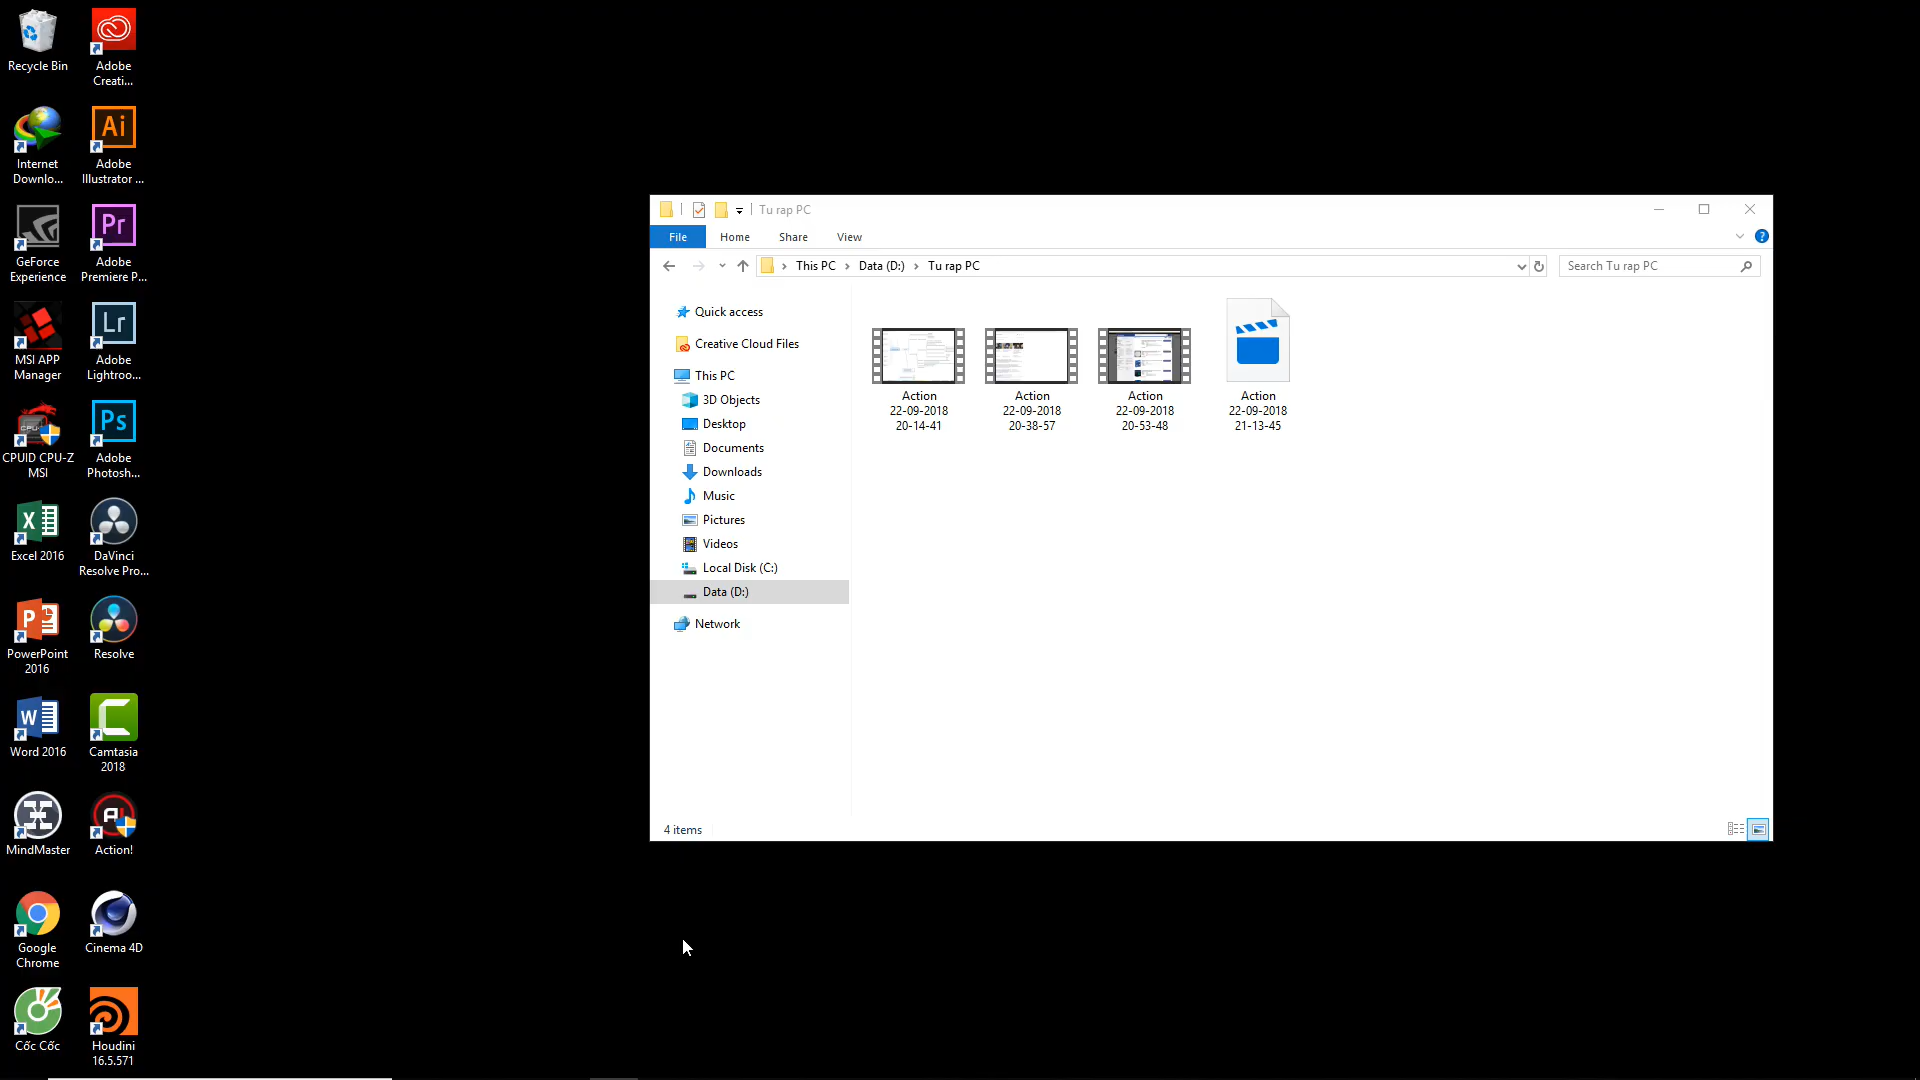 Recycle Bin
Adobe
Creati...
Internet
Downlo...
Ai
Adobe
Illustrator ...
GeForce
Experience
Pr
Adobe
Premiere P...
MSI APP
Manager
Lr
Adobe
Lightroo...
CPUID CPU-Z
MSI
Ps
Adobe
Photosh...
Excel 2016
DaVinci
Resolve Pro...
PowerPoint
2016
Resolve
Word 2016
Camtasia
2018
MindMaster
Action!
Google
Chrome
Cinema 4D
Cốc Cốc
Houdini
16.5.571
Tu rap PC
File Home Share View
This PC Data (D:) Tu rap PC
Search Tu rap PC
Quick access
Creative Cloud Files
This PC
3D Objects
Desktop
Documents
Downloads
Music
Pictures
Videos
Local Disk (C:)
Data (D:)
Network
Action
22-09-2018
20-14-41
Action
22-09-2018
20-38-57
Action
22-09-2018
20-53-48
Action
22-09-2018
21-13-45
4 items